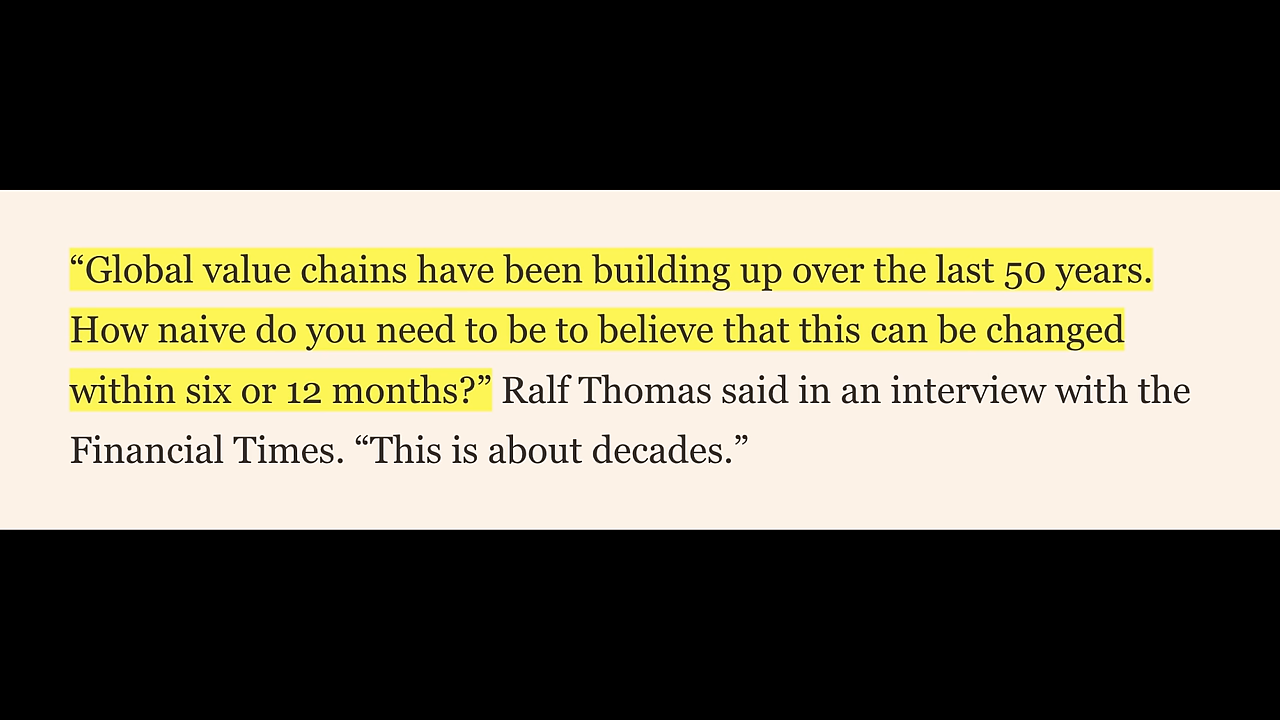 “Global value chains have been building up over the last 50 years.
How naive do you need to be to believe that this can be changed
within six or 12 months?” Ralf Thomas said in an interview with the
Financial Times. “This is about decades.”